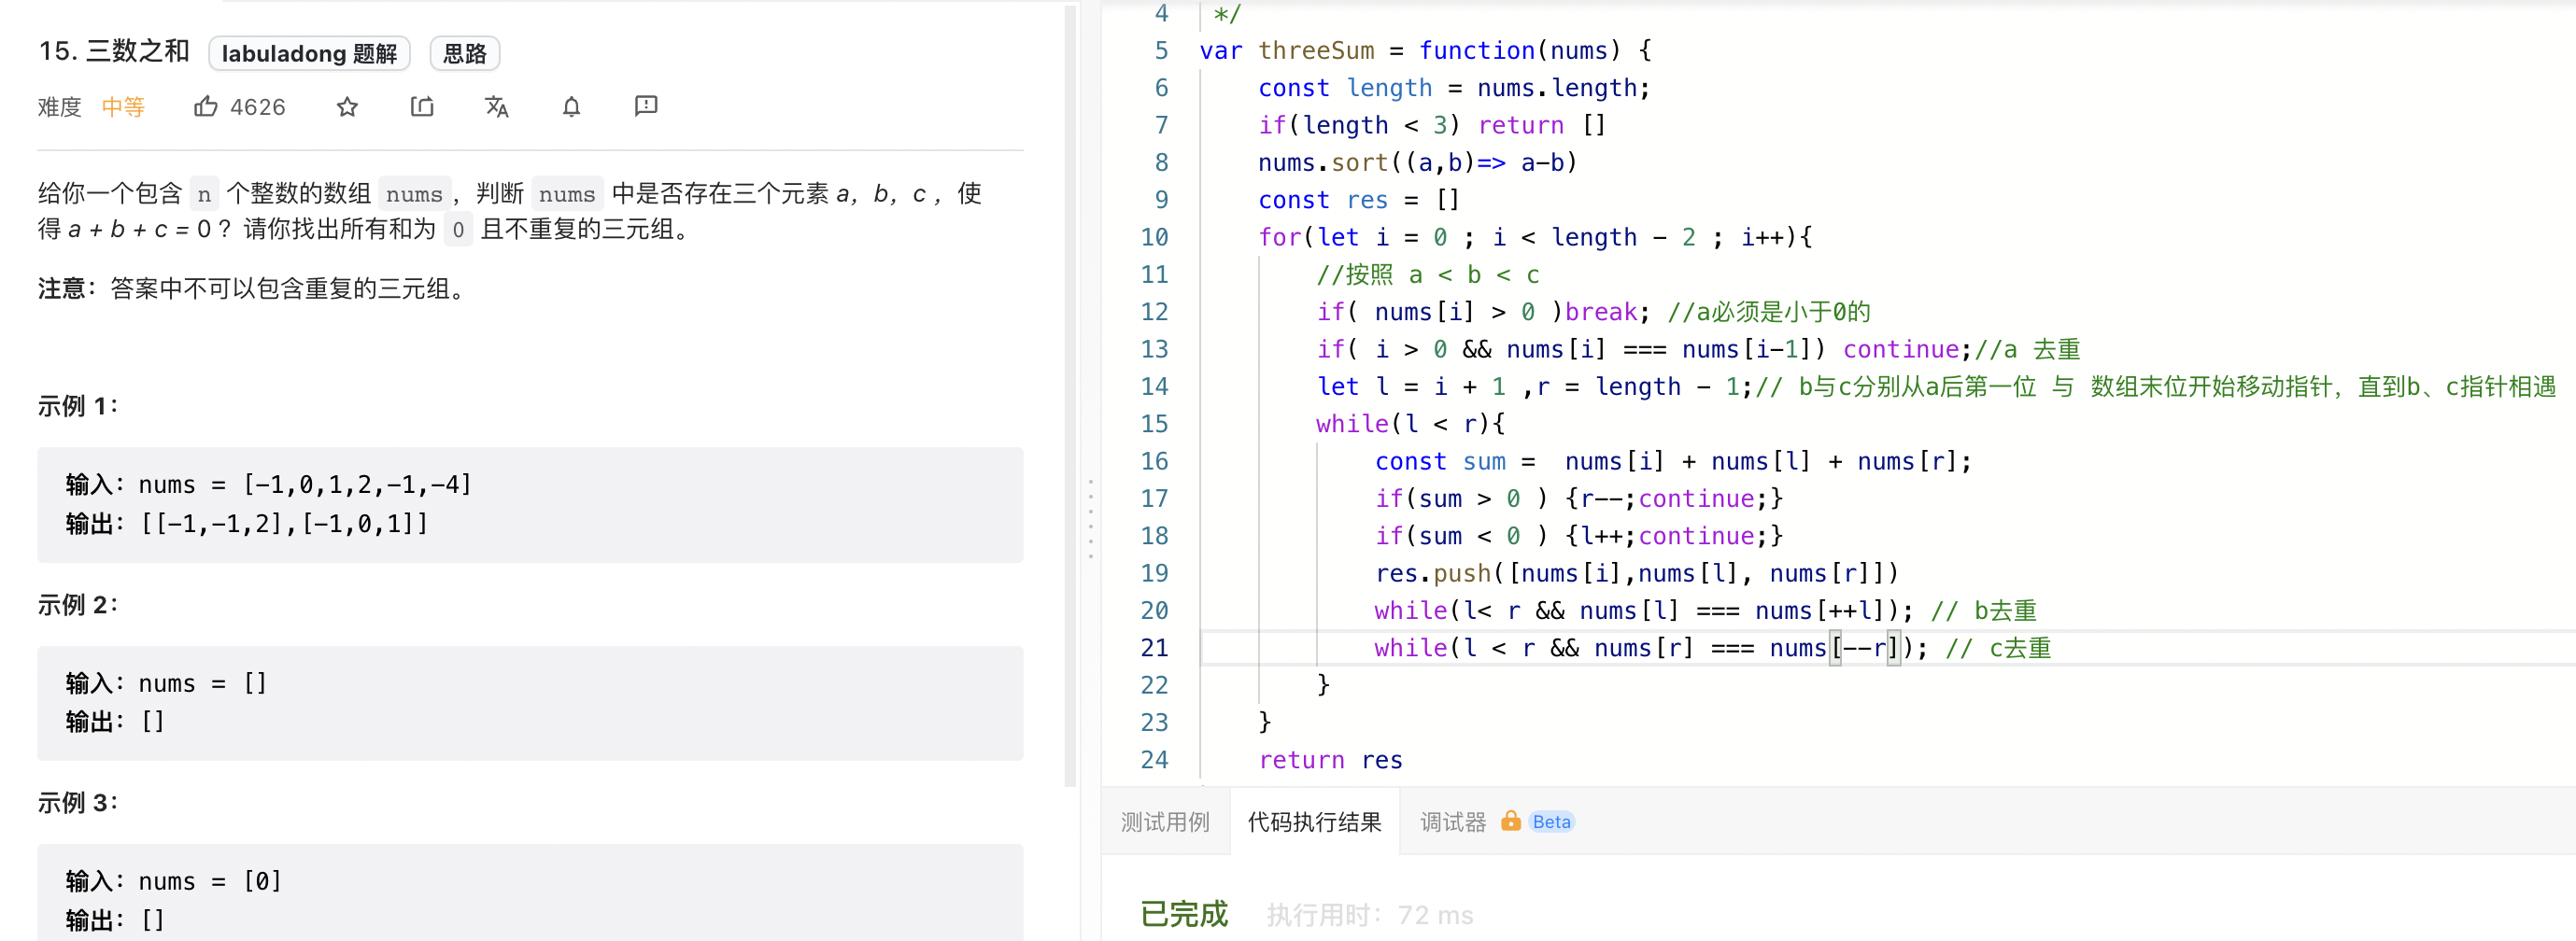 15. 三数之和 labuladong 题解 思路
难度 中等 4626
给你一个包含 n 个整数的数组 nums，判断 nums 中是否存在三个元素 a，b，c ，使
得 a + b + c = 0 ？请你找出所有和为 0 且不重复的三元组。
注意：答案中不可以包含重复的三元组。
示例 1：
输入：nums = [-1,0,1,2,-1,-4]
输出：[[-1,-1,2],[-1,0,1]]
示例 2：
输入：nums = []
输出：[]
示例 3：
输入：nums = [0]
输出：[]
4 */
5 var threeSum = function(nums) {
6 const length = nums.length;
7 if(length < 3) return []
8 nums.sort((a,b)=> a-b)
9 const res = []
10 for(let i = 0 ; i < length - 2 ; i++){
11 //按照 a < b < c
12 if( nums[i] > 0 )break; //a必须是小于0的
13 if( i > 0 && nums[i] === nums[i-1]) continue;//a 去重
14 let l = i + 1 ,r = length - 1;// b与c分别从a后第一位 与 数组末位开始移动指针，直到b、c指针相遇
15 while(l < r){
16 const sum =  nums[i] + nums[l] + nums[r];
17 if(sum > 0 ) {r--;continue;}
18 if(sum < 0 ) {l++;continue;}
19 res.push([nums[i],nums[l], nums[r]])
20 while(l< r && nums[l] === nums[++l]); // b去重
21 while(l < r && nums[r] === nums[--r]); // c去重
22 }
23 }
24 return res
测试用例 代码执行结果 调试器 Beta
已完成 执行用时：72 ms